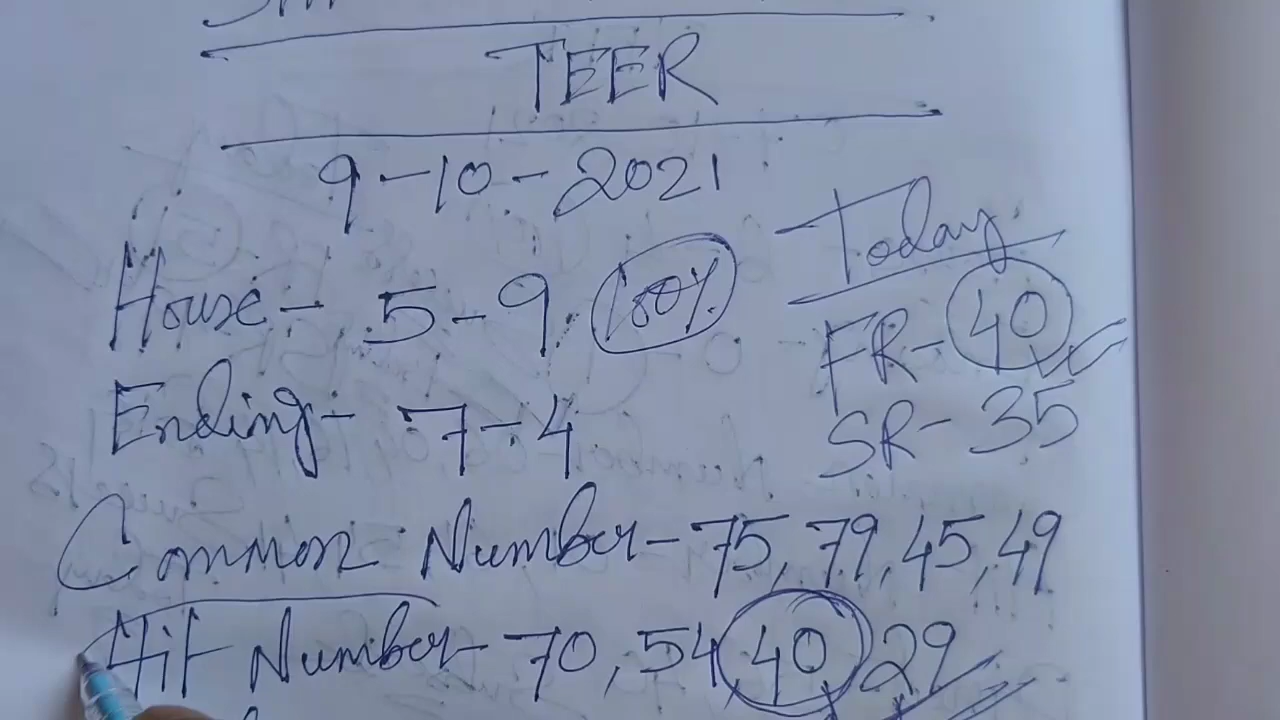 TEER
9-10-2021
House- 5-9 100%
Ending- 7-4
Today
FR-40
SR-35
Common Number-75,79,45,49
Hit Number-70,54,40,29